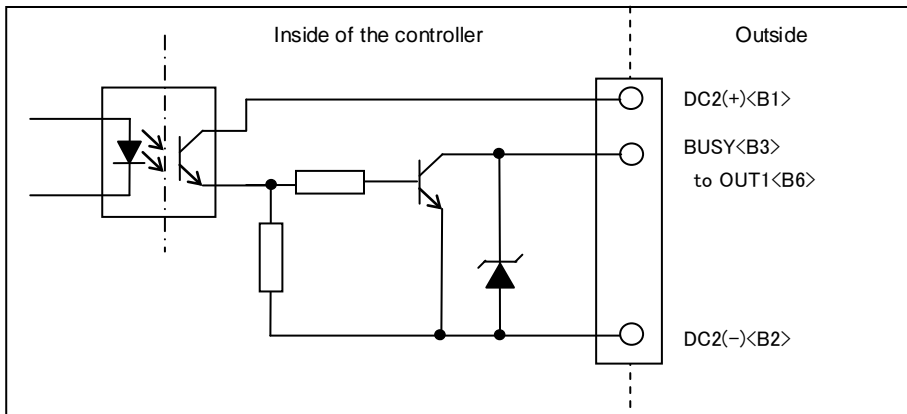 Inside of the controller
Outside
DC2(+)<B1>
BUSY<B3>
to OUT1<B6>
DC2(-)<B2>